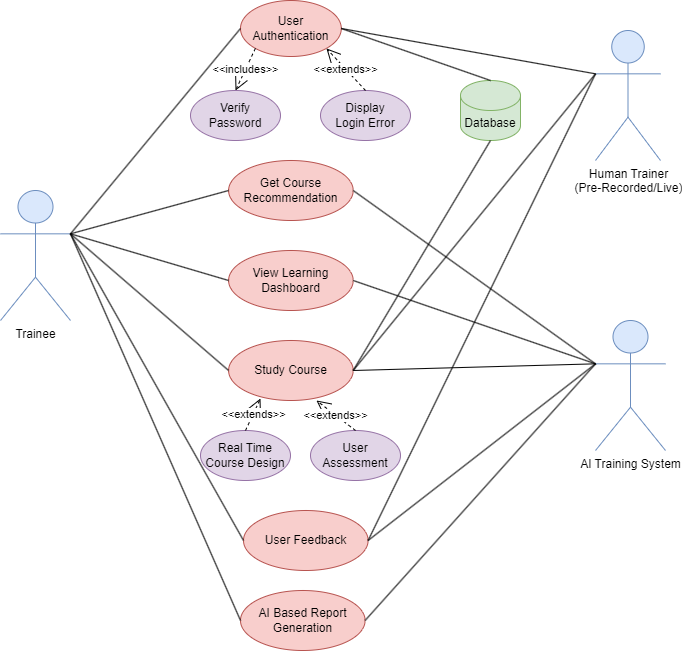 User
Authentication
<<includes>>
<<extends>>
Verify
Password
Display
Login Error
Database
Human Trainer
(Pre-Recorded/Live)
Get Course
Recommendation
View Learning
Dashboard
Trainee
Study Course
<<extends>>
<<extends>>
Real Time
Course Design
User
Assessment
AI Training System
User Feedback
AI Based Report
Generation